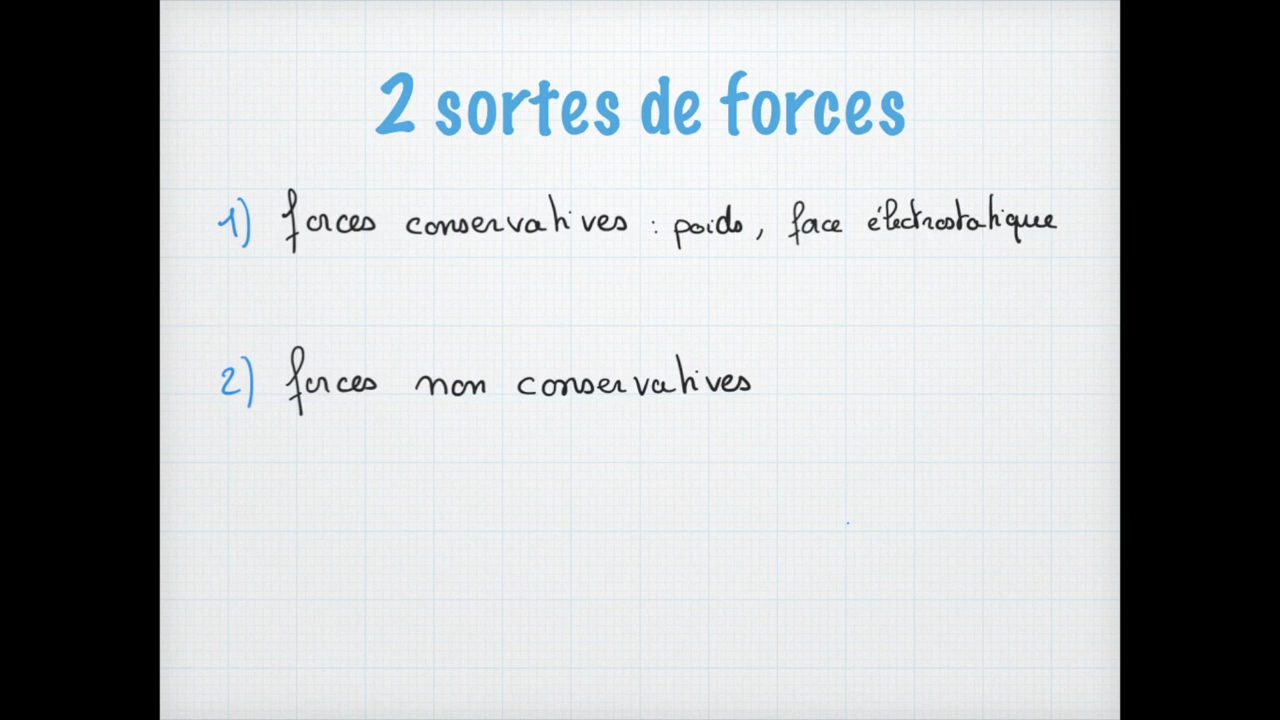 2 sortes de forces
1) forces conservatives : poids, force électrostatique
2) forces non conservatives